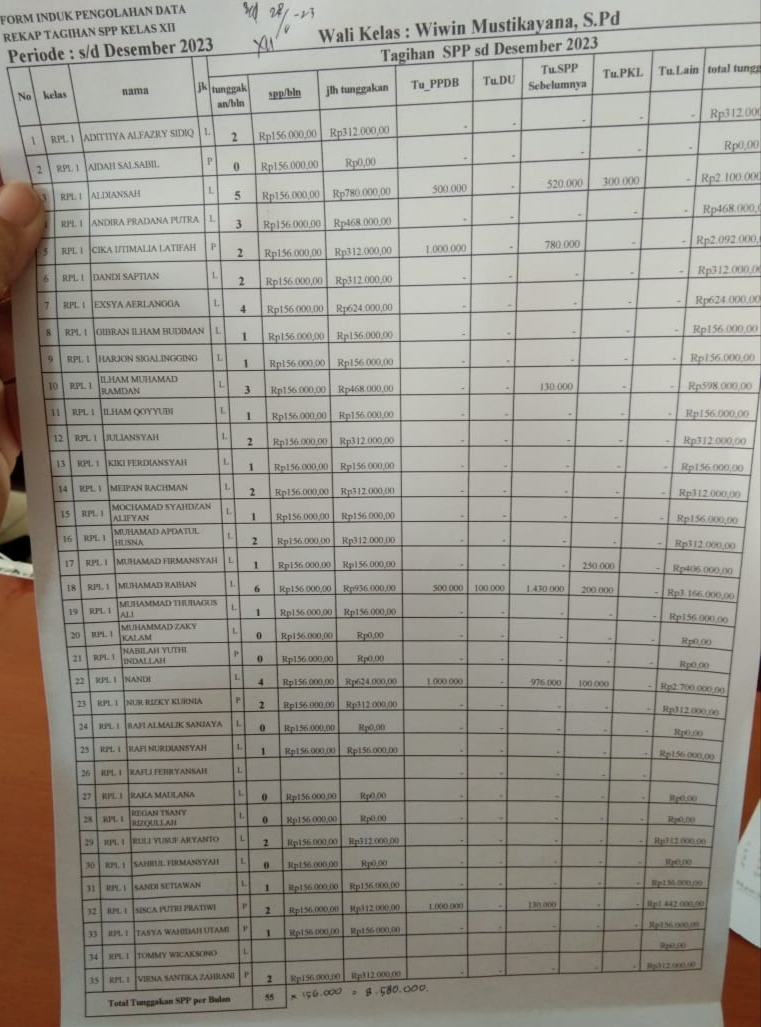 FORM INDUK PENGOLAHAN DATA
REKAP TAGIHAN SPP KELAS XII
Periode : s/d Desember 2023
XII
Wali Kelas : Wiwin Mustikayana, S.Pd
Tagihan SPP sd Desember 2023
No kelas nama jk tunggakan/bln spp/bln jlh tunggakan Tu_PPDB Tu.DU Tu.SPP Sebelumnya Tu.PKL Tu.Lain total tungg
1 RPL 1 ADITTIYA ALFAZRY SIDIQ L 2 Rp156.000,00 Rp312.000,00 - - - - - Rp312.000
2 RPL 1 AIDAH SALSABIL P 0 Rp156.000,00 Rp0,00 - - - - - Rp0,00
3 RPL 1 ALDIANSAH L 5 Rp156.000,00 Rp780.000,00 500.000 - 520.000 300.000 - Rp2.100.000
4 RPL 1 ANDIRA PRADANA PUTRA L 3 Rp156.000,00 Rp468.000,00 - - - - - Rp468.000,
5 RPL 1 CIKA UTIMALIA LATIFAH P 2 Rp156.000,00 Rp312.000,00 1.000.000 - 780.000 - - Rp2.092.000,
6 RPL 1 DANDI SAPTIAN L 2 Rp156.000,00 Rp312.000,00 - - - - - Rp312.000,0
7 RPL 1 EXSYA AERLANGGA L 4 Rp156.000,00 Rp624.000,00 - - - - - Rp624.000,00
8 RPL 1 GIBRAN ILHAM BUDIMAN L 1 Rp156.000,00 Rp156.000,00 - - - - - Rp156.000,00
9 RPL 1 HARJON SIGALINGGING L 1 Rp156.000,00 Rp156.000,00 - - - - - Rp156.000,00
10 RPL 1 ILHAM MUHAMAD RAMDAN L 3 Rp156.000,00 Rp468.000,00 - - 130.000 - - Rp598.000,00
11 RPL 1 ILHAM QOYYUBI L 1 Rp156.000,00 Rp156.000,00 - - - - - Rp156.000,00
12 RPL 1 JULIANSYAH L 2 Rp156.000,00 Rp312.000,00 - - - - - Rp312.000,00
13 RPL 1 KIKI FERDIANSYAH L 1 Rp156.000,00 Rp156.000,00 - - - - - Rp156.000,00
14 RPL 1 MEIPAN RACHMAN L 2 Rp156.000,00 Rp312.000,00 - - - - - Rp312.000,00
15 RPL 1 MOCHAMAD SYAHDZAN ALIFYAN L 1 Rp156.000,00 Rp156.000,00 - - - - - Rp156.000,00
16 RPL 1 MUHAMAD APDATUL HUSNA L 2 Rp156.000,00 Rp312.000,00 - - - - - Rp312.000,00
17 RPL 1 MUHAMAD FIRMANSYAH L 1 Rp156.000,00 Rp156.000,00 - - - 250.000 - Rp406.000,00
18 RPL 1 MUHAMAD RAIHAN L 6 Rp156.000,00 Rp936.000,00 500.000 100.000 1.430.000 200.000 - Rp3.166.000,00
19 RPL 1 MUHAMMAD THUBAGUS ALI L 1 Rp156.000,00 Rp156.000,00 - - - - - Rp156.000,00
20 RPL 1 MUHAMMAD ZAKY KALAM L 0 Rp156.000,00 Rp0,00 - - - - - Rp0,00
21 RPL 1 NABILAH YUTHI INDALLAH P 0 Rp156.000,00 Rp0,00 - - - - - Rp0,00
22 RPL 1 NANDI L 4 Rp156.000,00 Rp624.000,00 1.000.000 - 976.000 100.000 - Rp2.700.000,00
23 RPL 1 NUR RIZKY KURNIA P 2 Rp156.000,00 Rp312.000,00 - - - - - Rp312.000,00
24 RPL 1 RAFI ALMALIK SANJAYA L 0 Rp156.000,00 Rp0,00 - - - - - Rp0,00
25 RPL 1 RAFI NURDIANSYAH L 1 Rp156.000,00 Rp156.000,00 - - - - - Rp156.000,00
26 RPL 1 RAFLI FEBRYANSAH L - - - - -
27 RPL 1 RAKA MAULANA L 0 Rp156.000,00 Rp0,00 - - - - - Rp0,00
28 RPL 1 REGAN TSANY RIZQULLAH L 0 Rp156.000,00 Rp0,00 - - - - - Rp0,00
29 RPL 1 RULI YUSUF ARYANTO L 2 Rp156.000,00 Rp312.000,00 - - - - - Rp312.000,00
30 RPL 1 SAHRUL FIRMANSYAH L 0 Rp156.000,00 Rp0,00 - - - - - Rp0,00
31 RPL 1 SANDI SETIAWAN L 1 Rp156.000,00 Rp156.000,00 - - - - - Rp156.000,00
32 RPL 1 SISCA PUTRI PRATIWI P 2 Rp156.000,00 Rp312.000,00 1.000.000 - 130.000 - - Rp1.442.000,00
33 RPL 1 TASYA WAHIDAH UTAMI P 1 Rp156.000,00 Rp156.000,00 - - - - - Rp156.000,00
34 RPL 1 TOMMY WICAKSONO L - - - - - Rp0,00
35 RPL 1 VIRNA SANTIKA ZAHRANI P 2 Rp156.000,00 Rp312.000,00 - - - - - Rp312.000,00
Total Tunggakan SPP per Bulan 55 × 156.000 = 8.580.000.